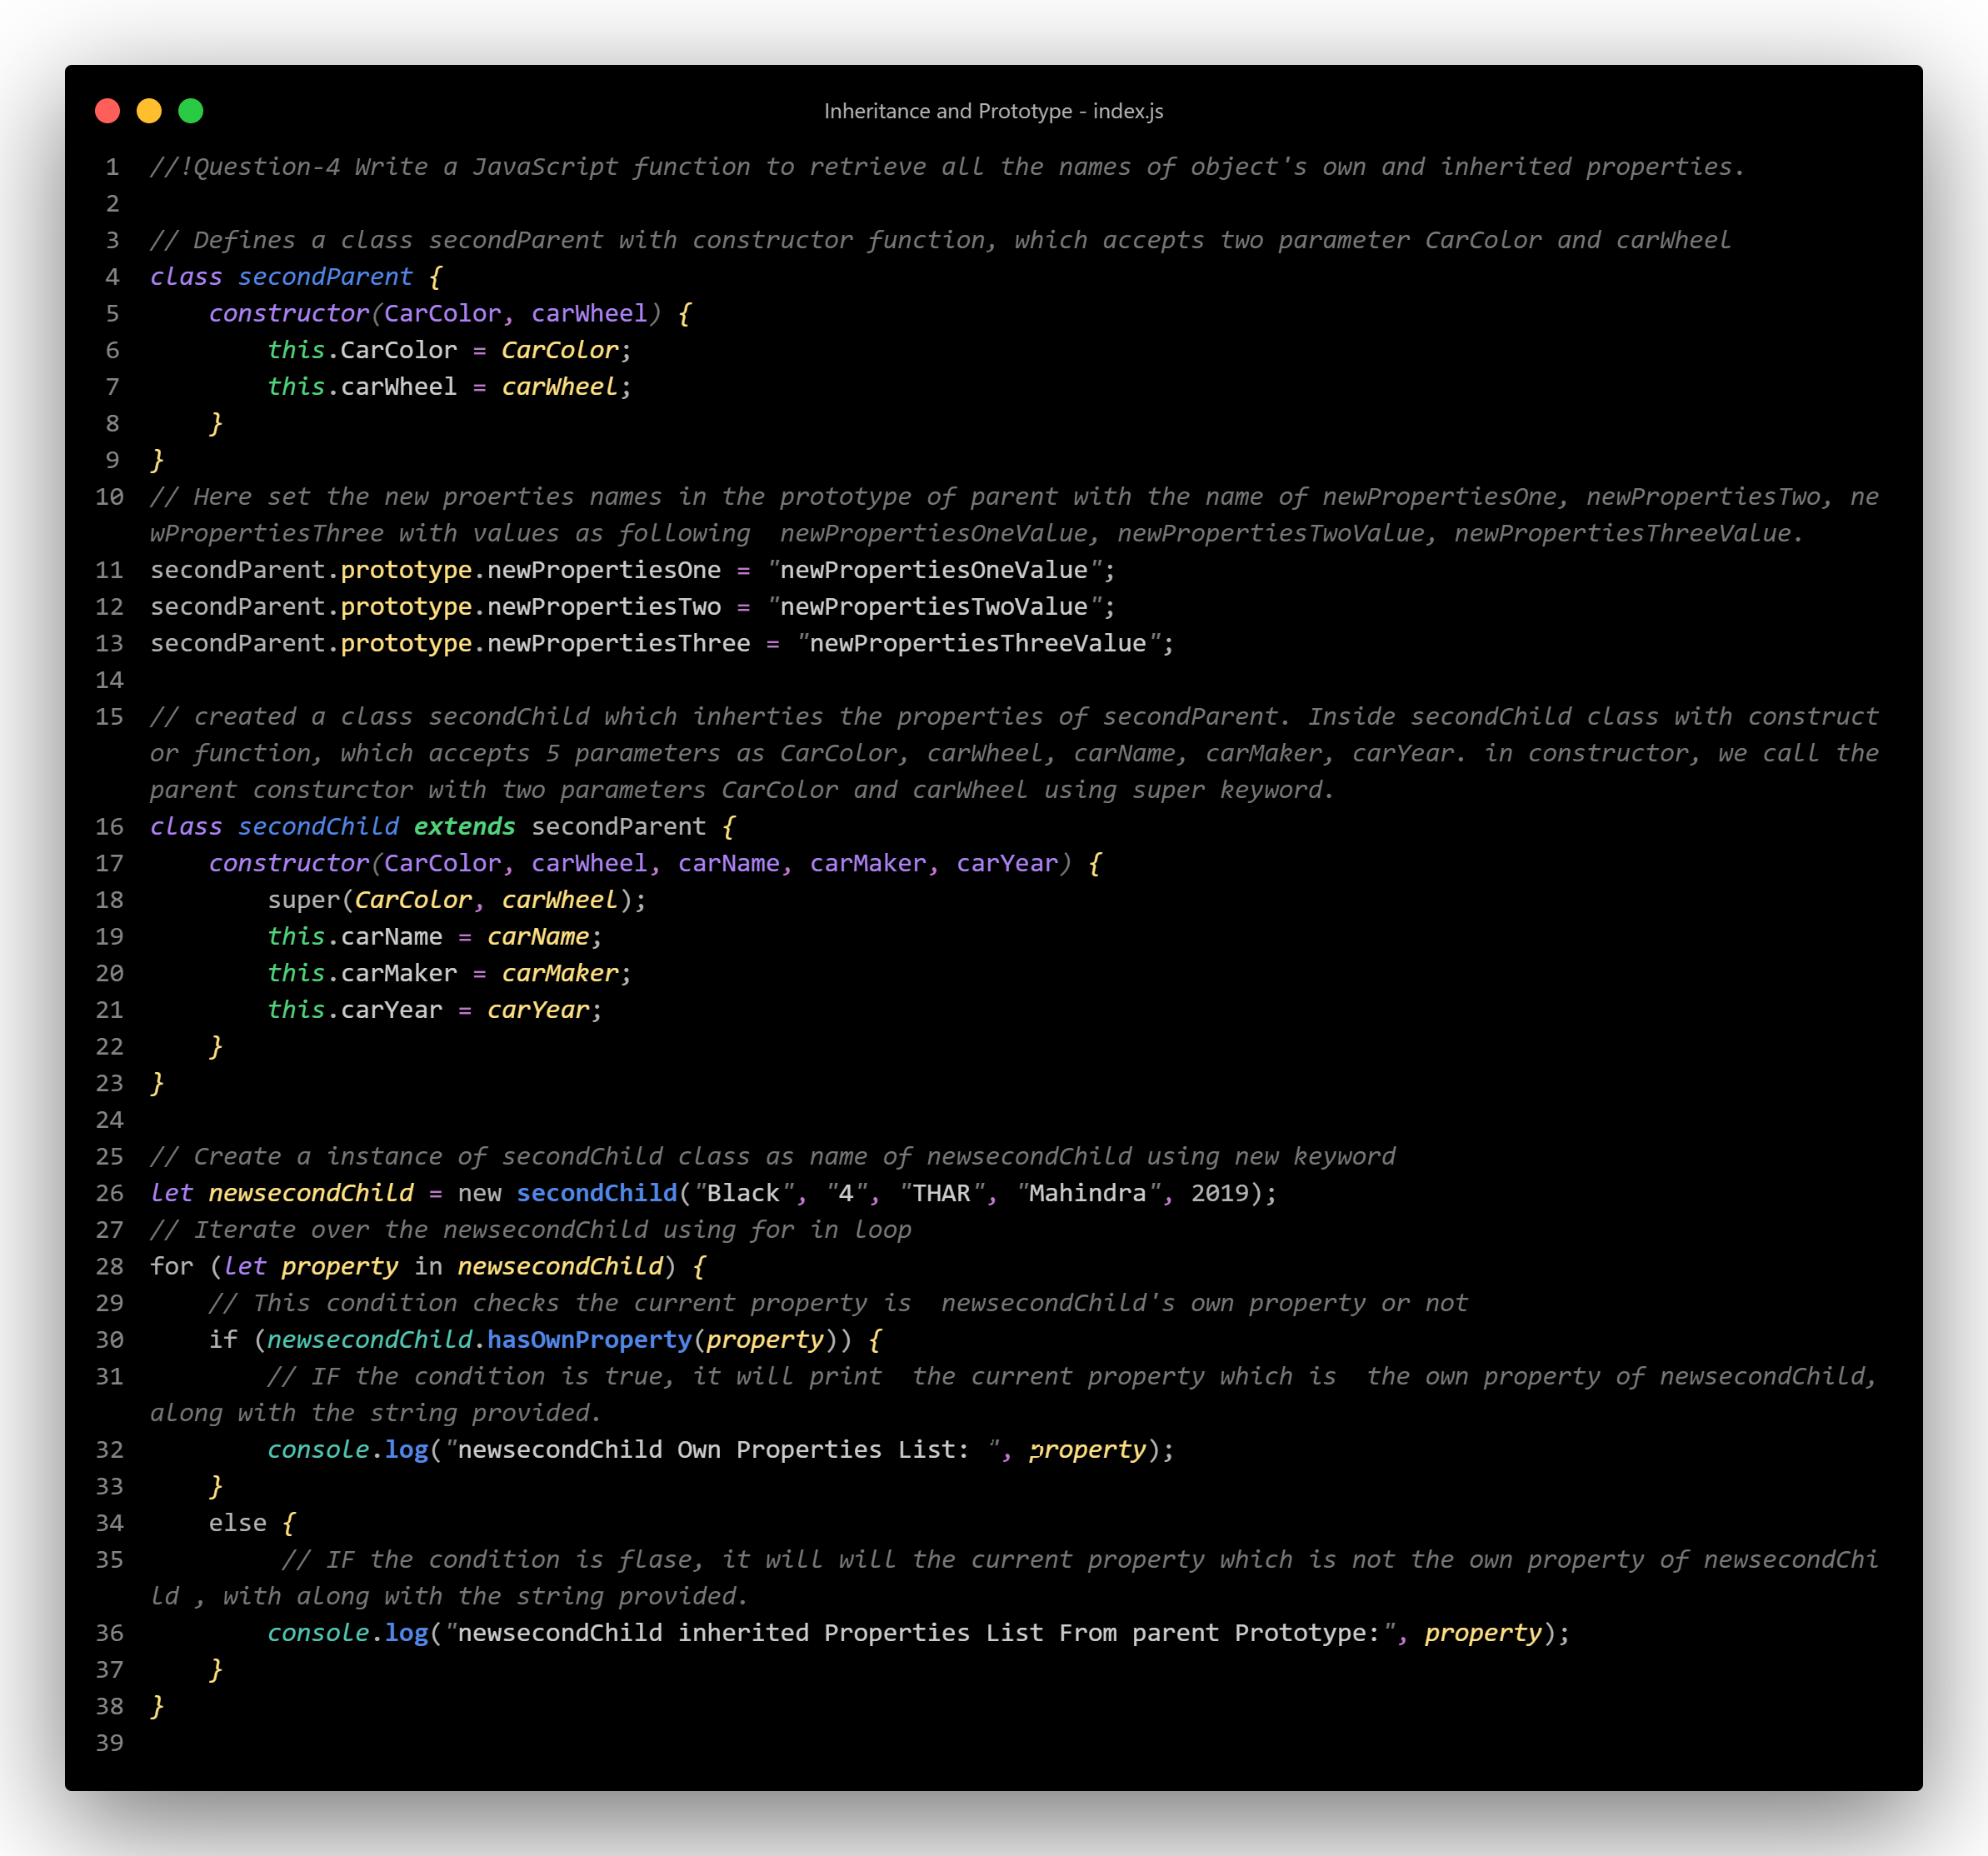 Inheritance and Prototype - index.js
1 //!Question-4 Write a JavaScript function to retrieve all the names of object's own and inherited properties.
2
3 // Defines a class secondParent with constructor function, which accepts two parameter CarColor and carWheel
4 class secondParent {
5     constructor(CarColor, carWheel) {
6         this.CarColor = CarColor;
7         this.carWheel = carWheel;
8     }
9 }
10 // Here set the new proerties names in the prototype of parent with the name of newPropertiesOne, newPropertiesTwo, ne
wPropertiesThree with values as following  newPropertiesOneValue, newPropertiesTwoValue, newPropertiesThreeValue.
11 secondParent.prototype.newPropertiesOne = "newPropertiesOneValue";
12 secondParent.prototype.newPropertiesTwo = "newPropertiesTwoValue";
13 secondParent.prototype.newPropertiesThree = "newPropertiesThreeValue";
14
15 // created a class secondChild which inherties the properties of secondParent. Inside secondChild class with construct
or function, which accepts 5 parameters as CarColor, carWheel, carName, carMaker, carYear. in constructor, we call the
parent consturctor with two parameters CarColor and carWheel using super keyword.
16 class secondChild extends secondParent {
17     constructor(CarColor, carWheel, carName, carMaker, carYear) {
18         super(CarColor, carWheel);
19         this.carName = carName;
20         this.carMaker = carMaker;
21         this.carYear = carYear;
22     }
23 }
24
25 // Create a instance of secondChild class as name of newsecondChild using new keyword
26 let newsecondChild = new secondChild("Black", "4", "THAR", "Mahindra", 2019);
27 // Iterate over the newsecondChild using for in loop
28 for (let property in newsecondChild) {
29     // This condition checks the current property is  newsecondChild's own property or not
30     if (newsecondChild.hasOwnProperty(property)) {
31         // IF the condition is true, it will print  the current property which is  the own property of newsecondChild,
along with the string provided.
32         console.log("newsecondChild Own Properties List: ", property);
33     }
34     else {
35          // IF the condition is flase, it will will the current property which is not the own property of newsecondChi
ld , with along with the string provided.
36         console.log("newsecondChild inherited Properties List From parent Prototype:", property);
37     }
38 }
39